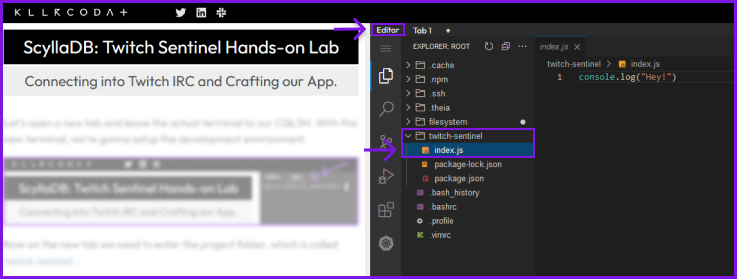 KLLRCODA+
ScyllaDB: Twitch Sentinel Hands-on Lab
Connecting into Twitch IRC and Crafting our App.
Let's open a new tab and leave the actual terminal to our CQLSH. With this
new terminal, we're gonna setup the development environment.
KLLRCODA+
ScyllaDB: Twitch Sentinel Hands-on Lab
Connecting into Twitch IRC and Crafting our App.
Now on the new tab we need to enter the project folder, which is called
Editor
Tab 1 +
EXPLORER: ROOT
.cache
.npm
.ssh
.theia
filesystem
twitch-sentinel
index.js
package-lock.json
package.json
.bash_history
.bashrc
.profile
.vimrc
index.js
twitch-sentinel > index.js
1 console.log("Hey!")